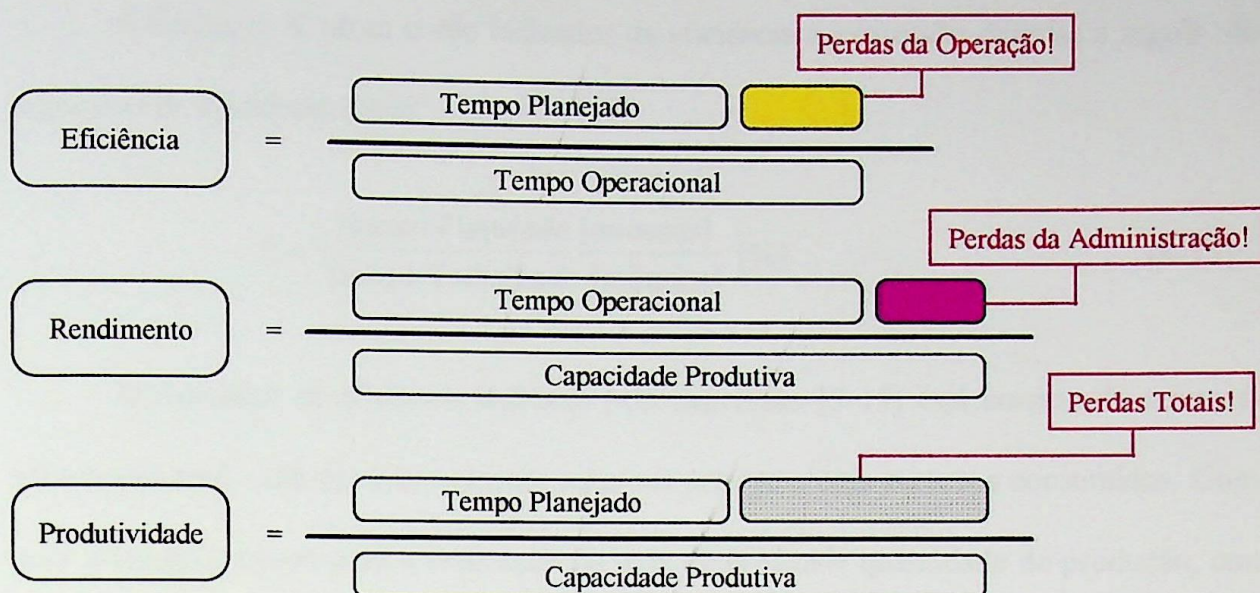 Perdas da Operação!
Tempo Planejado
Eficiência =
Tempo Operacional
Perdas da Administração!
Tempo Operacional
Rendimento =
Capacidade Produtiva
Perdas Totais!
Tempo Planejado
Produtividade =
Capacidade Produtiva